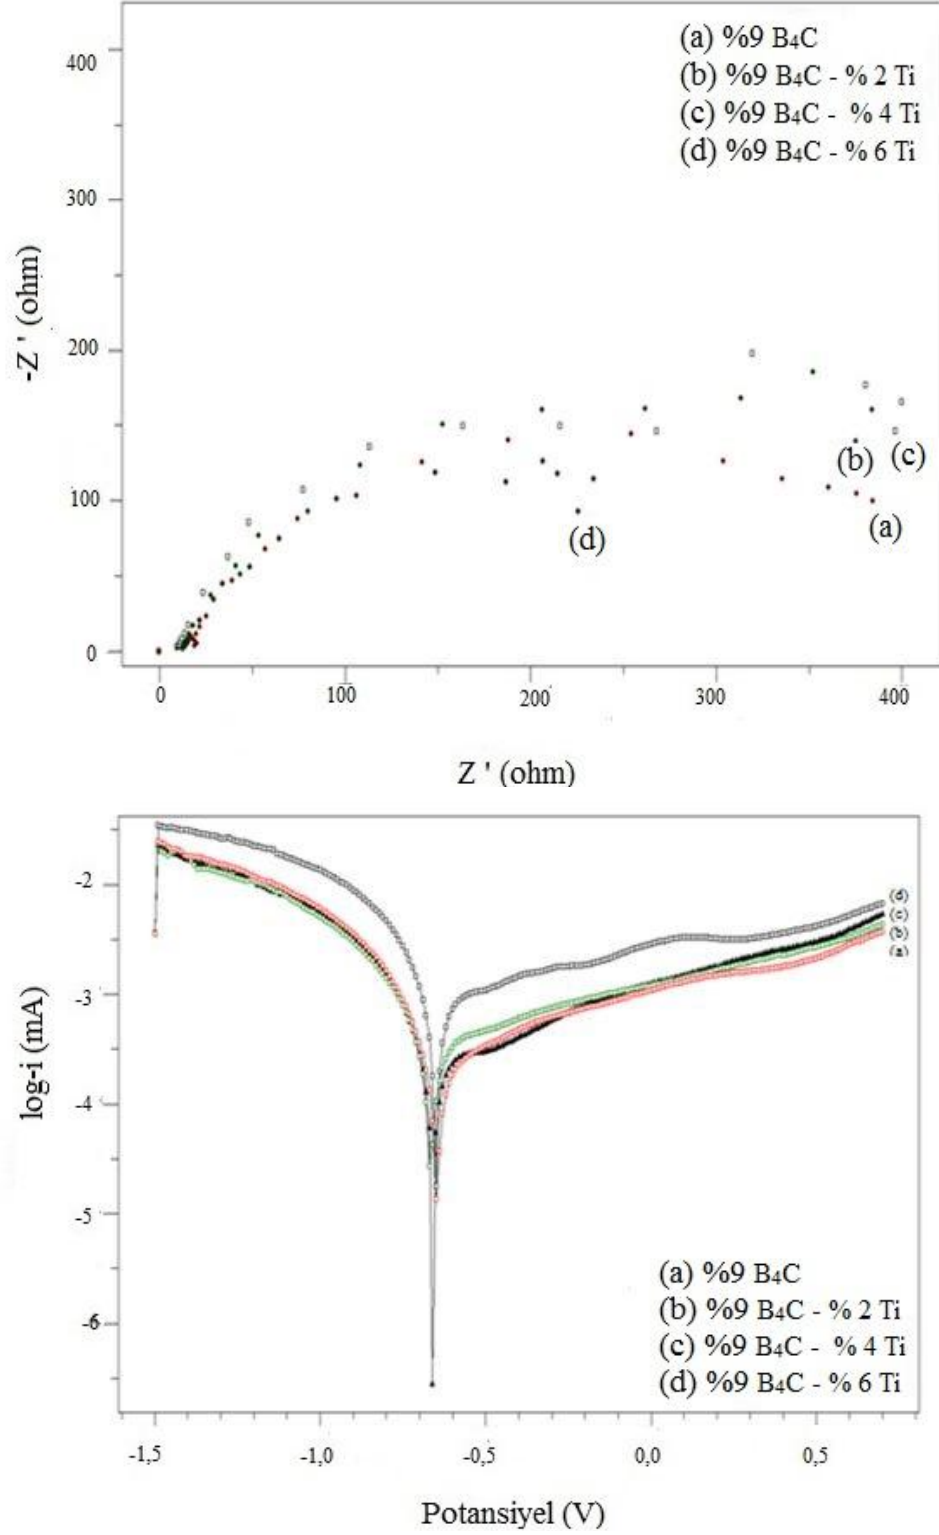 (a) %9 B₄C
(b) %9 B₄C - % 2 Ti
(c) %9 B₄C - % 4 Ti
(d) %9 B₄C - % 6 Ti
400
300
200
100
0
-Z ' (ohm)
(b) (c)
(a)
(d)
0 100 200 300 400
Z ' (ohm)
-2
-3
-4
-5
-6
log-i (mA)
(d)
(c)
(b)
(a)
(a) %9 B₄C
(b) %9 B₄C - % 2 Ti
(c) %9 B₄C - % 4 Ti
(d) %9 B₄C - % 6 Ti
-1,5 -1,0 -0,5 0,0 0,5
Potansiyel (V)